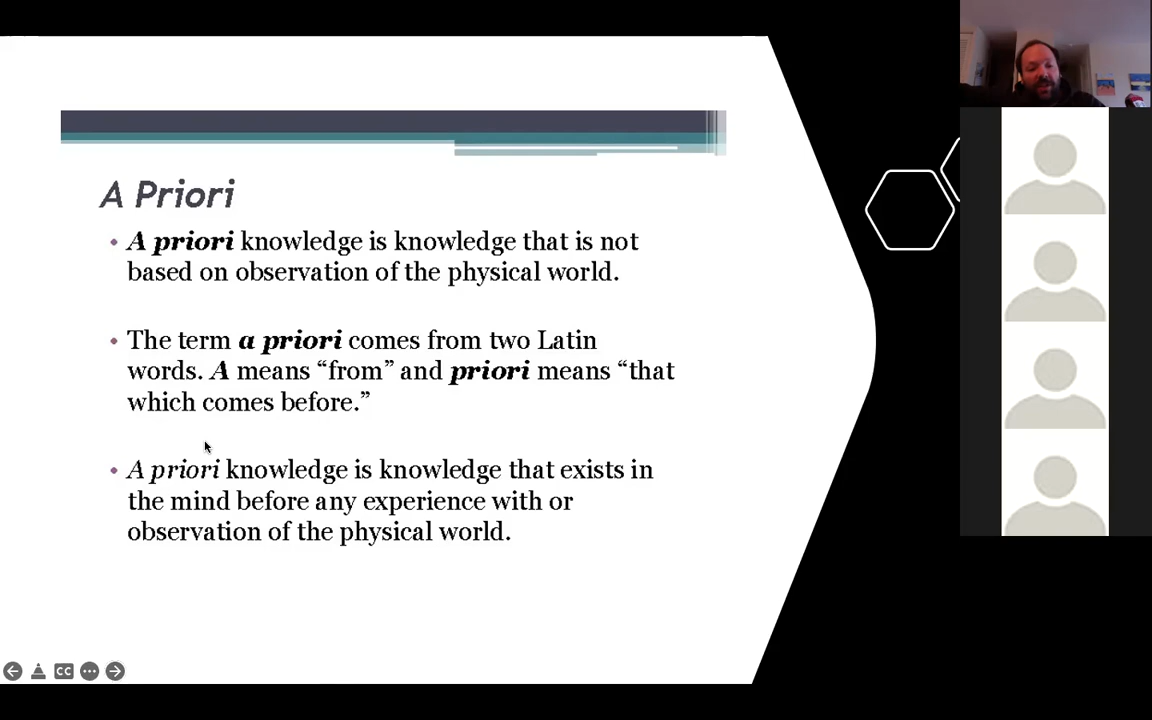 A Priori
• A priori knowledge is knowledge that is not
based on observation of the physical world.
• The term a priori comes from two Latin
words. A means “from” and priori means “that
which comes before.”
• A priori knowledge is knowledge that exists in
the mind before any experience with or
observation of the physical world.
CC